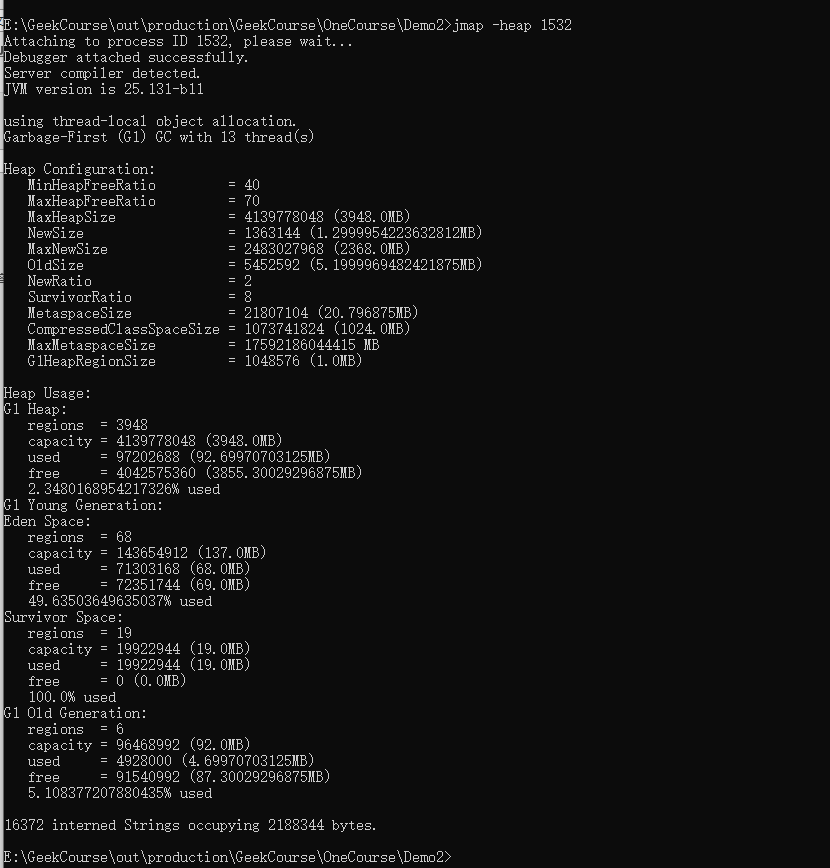 E:\GeekCourse\out\production\GeekCourse\OneCourse\Demo2>jmap -heap 1532
Attaching to process ID 1532, please wait...
Debugger attached successfully.
Server compiler detected.
JVM version is 25.131-b11
using thread-local object allocation.
Garbage-First (G1) GC with 13 thread(s)
Heap Configuration:
MinHeapFreeRatio = 40
MaxHeapFreeRatio = 70
MaxHeapSize = 4139778048 (3948.0MB)
NewSize = 1363144 (1.2999954223632812MB)
MaxNewSize = 2483027968 (2368.0MB)
OldSize = 5452592 (5.1999969482421875MB)
NewRatio = 2
SurvivorRatio = 8
MetaspaceSize = 21807104 (20.796875MB)
CompressedClassSpaceSize = 1073741824 (1024.0MB)
MaxMetaspaceSize = 17592186044415 MB
G1HeapRegionSize = 1048576 (1.0MB)
Heap Usage:
G1 Heap:
regions = 3948
capacity = 4139778048 (3948.0MB)
used = 97202688 (92.69970703125MB)
free = 4042575360 (3855.30029296875MB)
2.3480168954217326% used
G1 Young Generation:
Eden Space:
regions = 68
capacity = 143654912 (137.0MB)
used = 71303168 (68.0MB)
free = 72351744 (69.0MB)
49.63503649635037% used
Survivor Space:
regions = 19
capacity = 19922944 (19.0MB)
used = 19922944 (19.0MB)
free = 0 (0.0MB)
100.0% used
G1 Old Generation:
regions = 6
capacity = 96468992 (92.0MB)
used = 4928000 (4.69970703125MB)
free = 91540992 (87.30029296875MB)
5.108377207880435% used
16372 interned Strings occupying 2188344 bytes.
E:\GeekCourse\out\production\GeekCourse\OneCourse\Demo2>